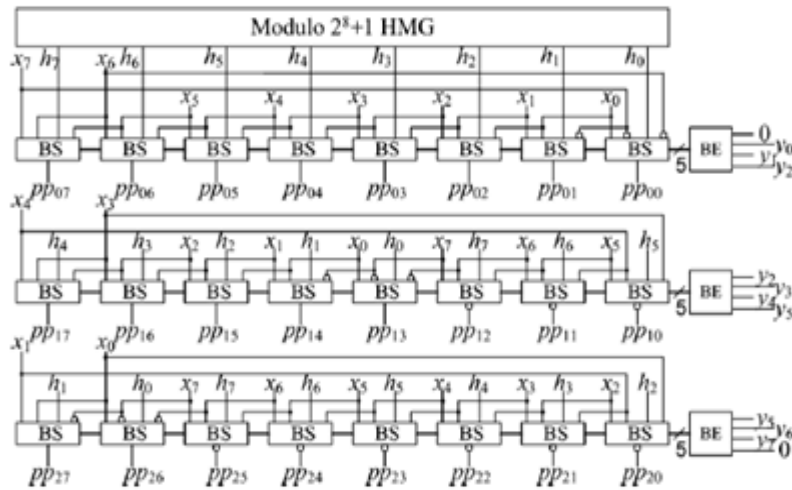 Modulo 2⁸+1 HMG
x₇ h₇ x₆ h₆ h₅ h₄ h₃ h₂ h₁ h₀
x₅ x₄ x₃ x₂ x₁ x₀
BS BS BS BS BS BS BS BS 5 BE 0 y₀ y₁ y₂
pp₀₇ pp₀₆ pp₀₅ pp₀₄ pp₀₃ pp₀₂ pp₀₁ pp₀₀
x₄ x₃
h₄ h₃ x₂ h₂ x₁ h₁ x₀ h₀ x₇ h₇ x₆ h₆ x₅ h₅
BS BS BS BS BS BS BS BS 5 BE y₂ y₃ y₄ y₅
pp₁₇ pp₁₆ pp₁₅ pp₁₄ pp₁₃ pp₁₂ pp₁₁ pp₁₀
x₁ x₀
h₁ h₀ x₇ h₇ x₆ h₆ x₅ h₅ x₄ h₄ x₃ h₃ x₂ h₂
BS BS BS BS BS BS BS BS 5 BE y₅ y₆ y₇ 0
pp₂₇ pp₂₆ pp₂₅ pp₂₄ pp₂₃ pp₂₂ pp₂₁ pp₂₀